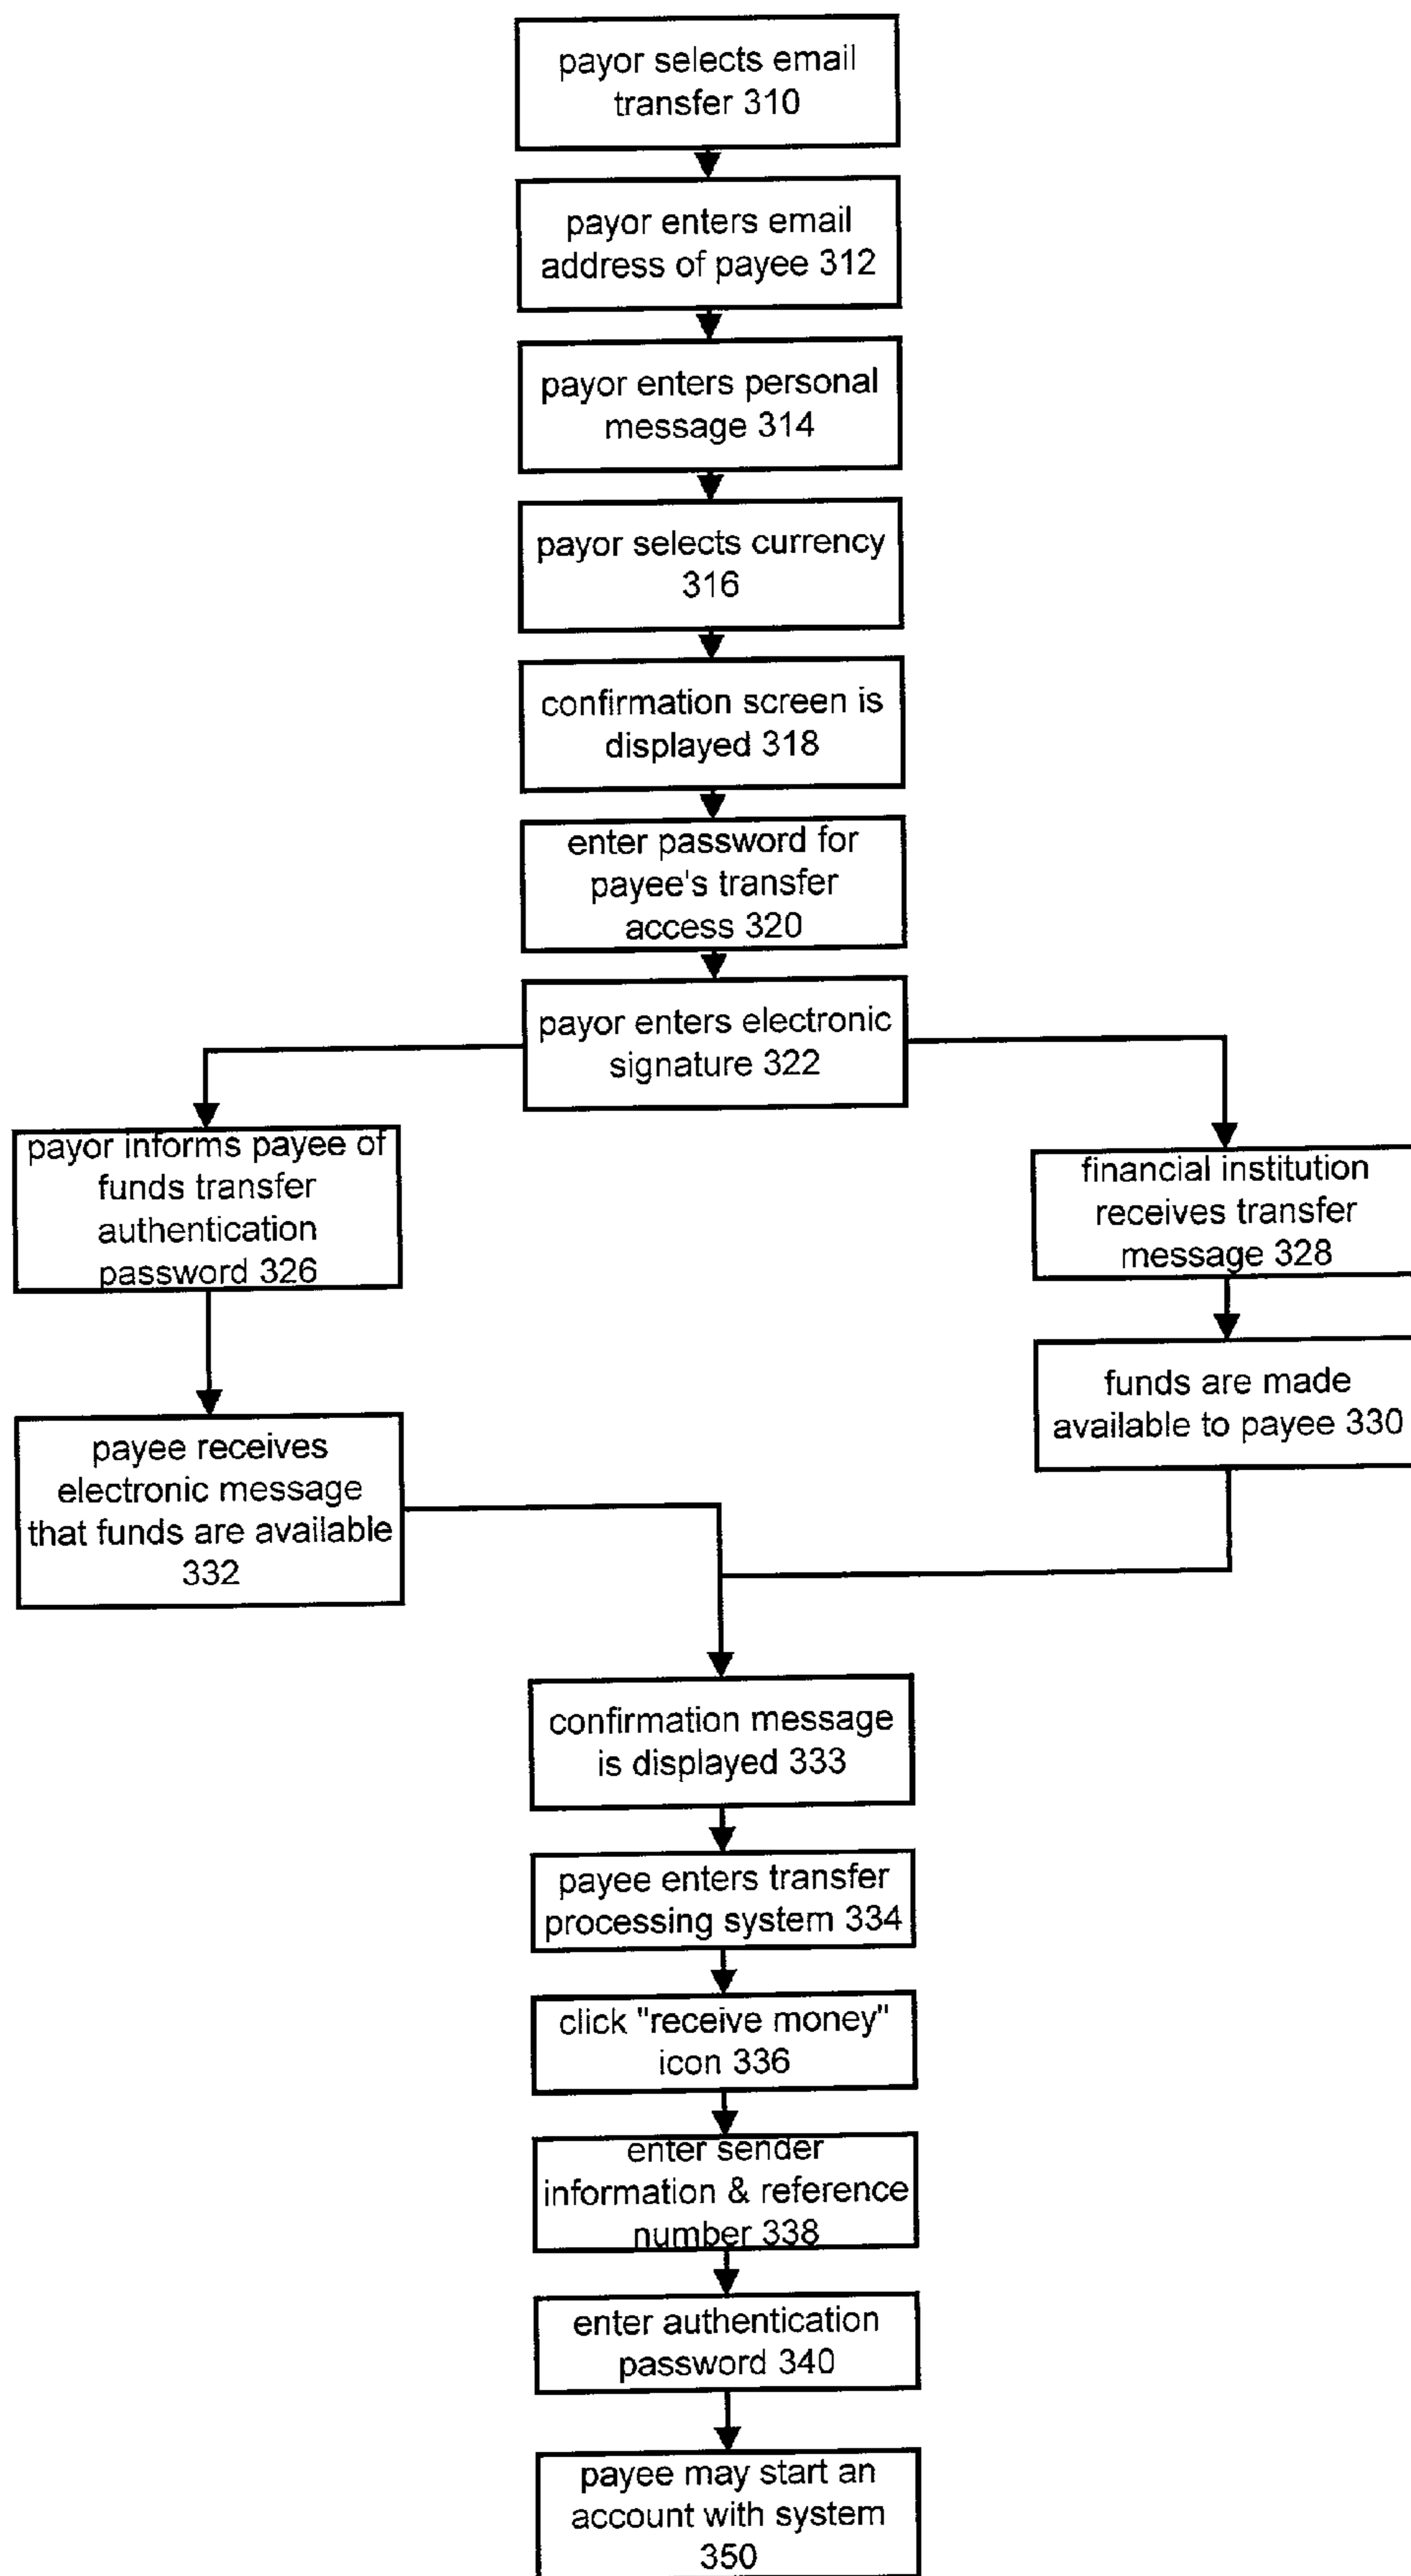 payor selects email
transfer 310
payor enters email
address of payee 312
payor enters personal
message 314
payor selects currency
316
confirmation screen is
displayed 318
enter password for
payee's transfer
access 320
payor enters electronic
signature 322
payor informs payee of
funds transfer
authentication
password 326
financial institution
receives transfer
message 328
funds are made
available to payee 330
payee receives
electronic message
that funds are available
332
confirmation message
is displayed 333
payee enters transfer
processing system 334
click "receive money"
icon 336
enter sender
information & reference
number 338
enter authentication
password 340
payee may start an
account with system
350